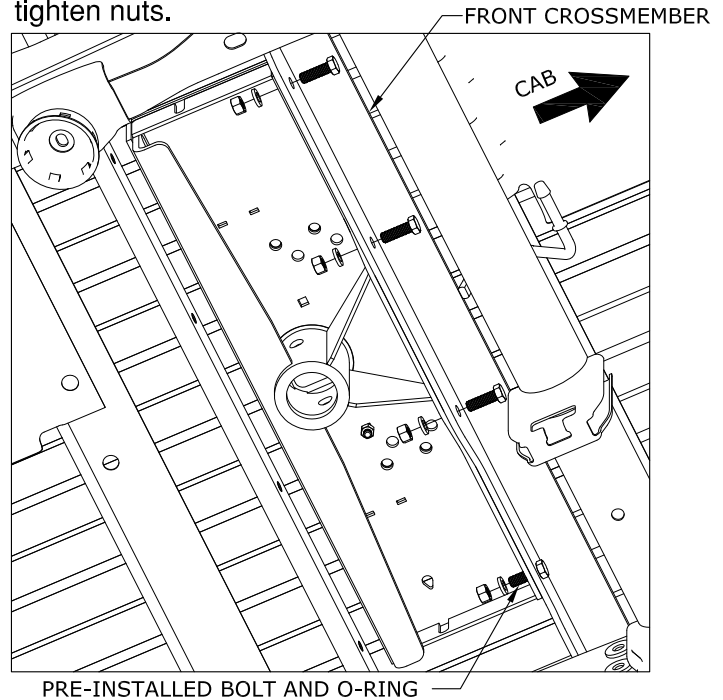 tighten nuts.
FRONT CROSSMEMBER
CAB
PRE-INSTALLED BOLT AND O-RING